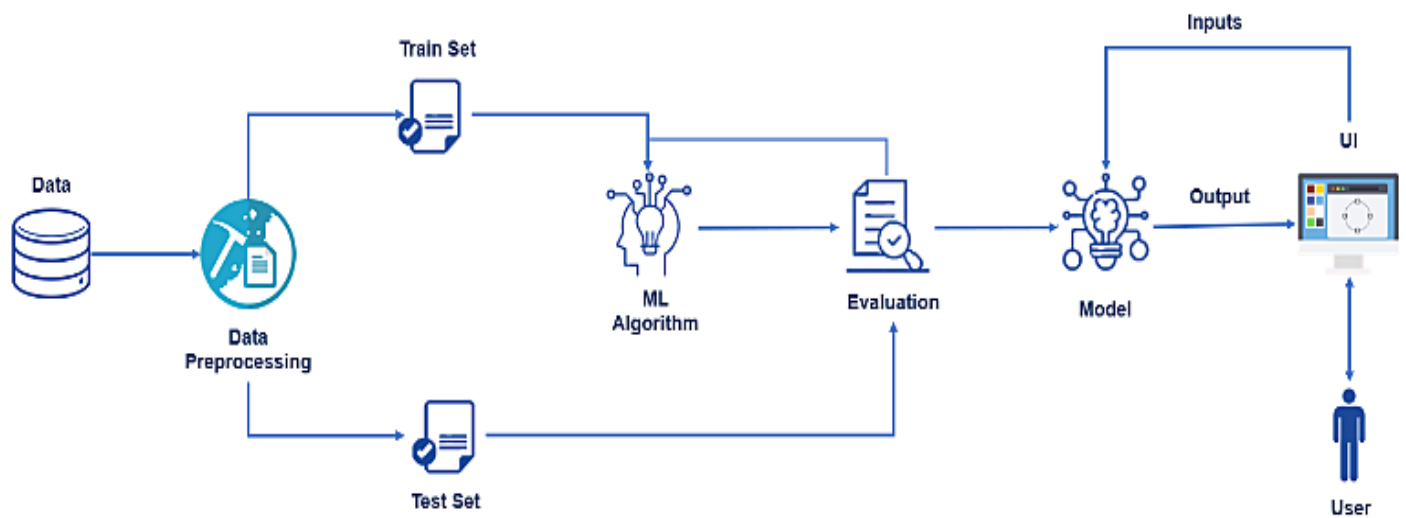 Inputs
Train Set
UI
Data
Output
ML
Algorithm
Evaluation
Model
Data
Preprocessing
Test Set
User